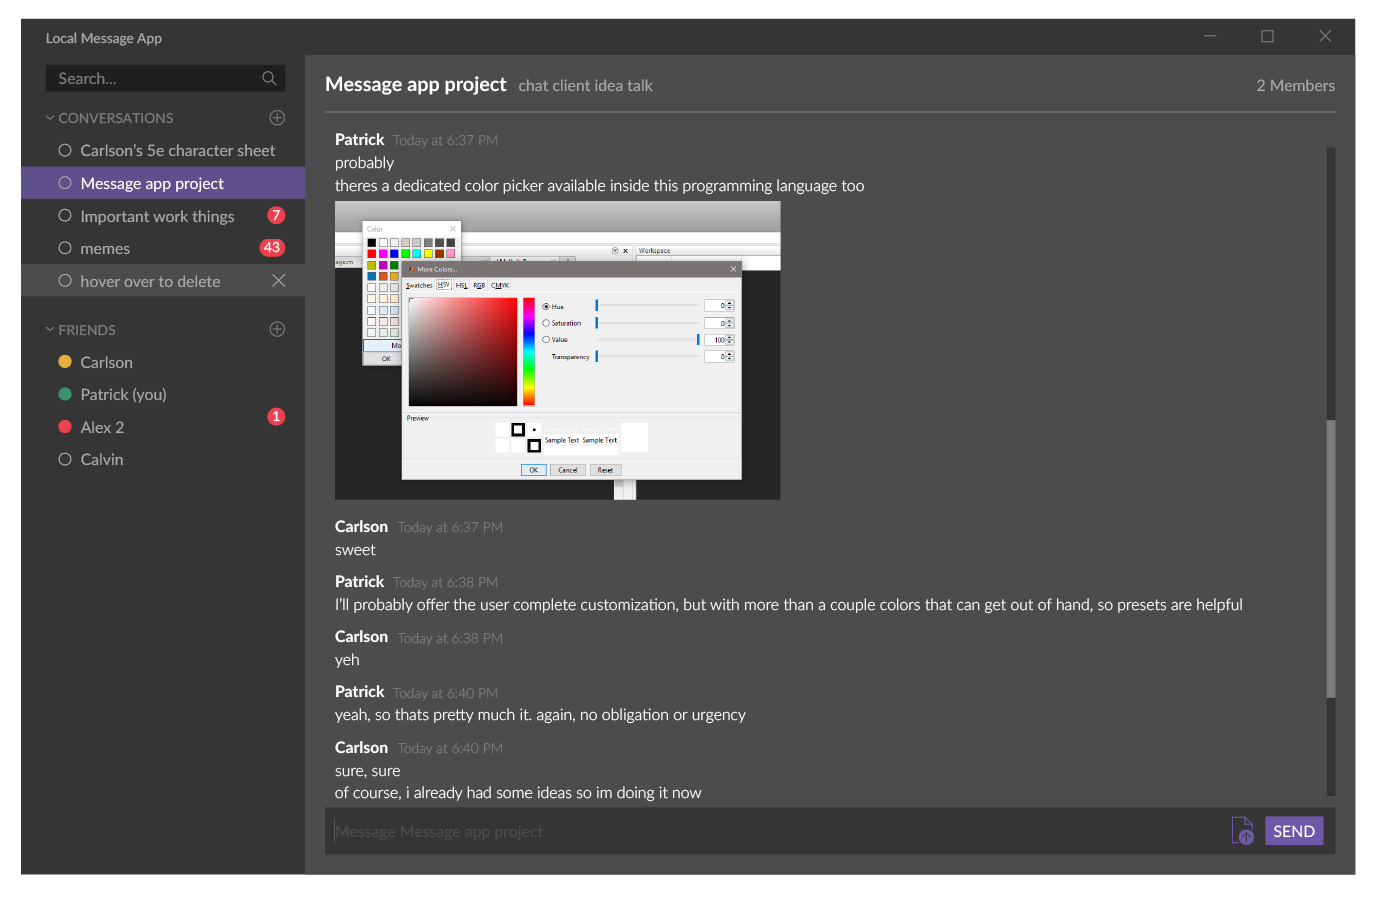 Local Message App
Search...
CONVERSATIONS
Carlson's 5e character sheet
Message app project
Important work things 7
memes 43
hover over to delete
FRIENDS
Carlson
Patrick (you)
Alex 2 1
Calvin
Message app project chat client idea talk 2 Members
Patrick Today at 6:37 PM
probably
theres a dedicated color picker available inside this programming language too
Color
Workspace
age.m
More Colors...
Swatches HSV HSL RGB CMYK
Hue 0
Saturation 0
Value 100
Transparency 0
Mo
OK
Preview
Sample Text Sample Text
OK Cancel Reset
Carlson Today at 6:37 PM
sweet
Patrick Today at 6:38 PM
I'll probably offer the user complete customization, but with more than a couple colors that can get out of hand, so presets are helpful
Carlson Today at 6:38 PM
yeh
Patrick Today at 6:40 PM
yeah, so thats pretty much it. again, no obligation or urgency
Carlson Today at 6:40 PM
sure, sure
of course, i already had some ideas so im doing it now
Message Message app project
SEND